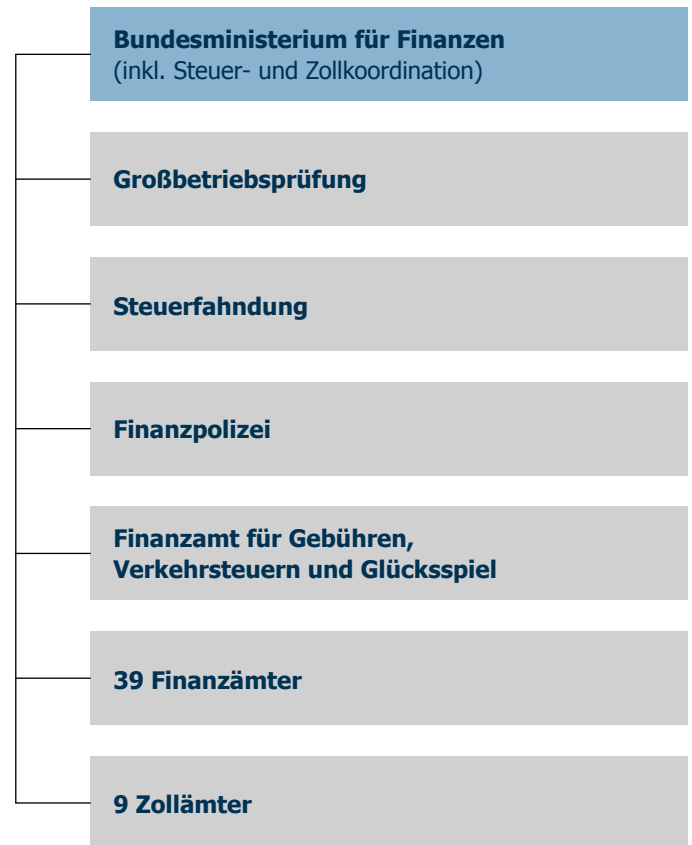 Bundesministerium für Finanzen
(inkl. Steuer- und Zollkoordination)
Großbetriebsprüfung
Steuerfahndung
Finanzpolizei
Finanzamt für Gebühren,
Verkehrsteuern und Glücksspiel
39 Finanzämter
9 Zollämter